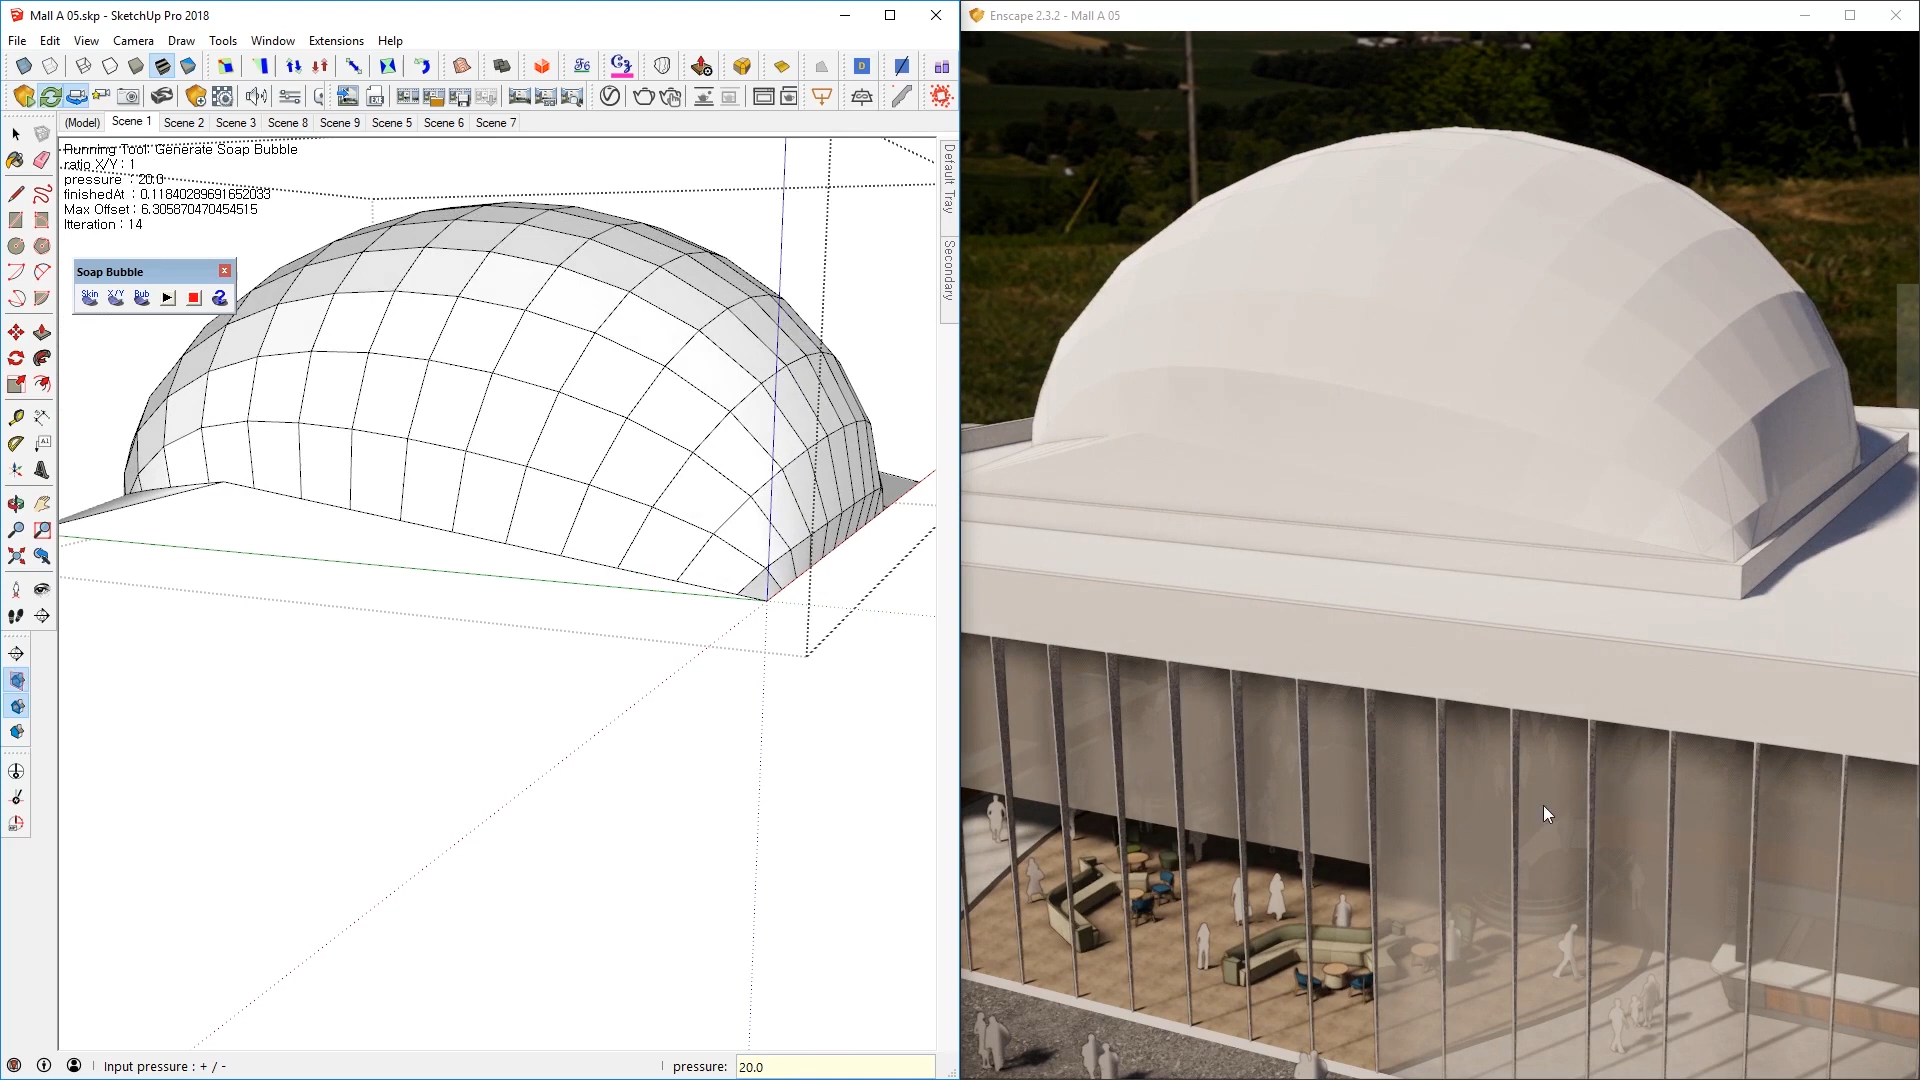 Mall A 05.skp - SketchUp Pro 2018
File Edit View Camera Draw Tools Window Extensions Help
(Model) Scene 1 Scene 2 Scene 3 Scene 8 Scene 9 Scene 5 Scene 6 Scene 7
Running Tool: Generate Soap Bubble
ratio X/Y : 1
pressure : 20.0
finishedAt : 0.11840289691652033
Max Offset : 6.305870470454515
Itteration : 14
Soap Bubble
Skin X/Y Bub
Default Tray
Secondary
Input pressure : + / -
pressure: 20.0
Enscape 2.3.2 - Mall A 05